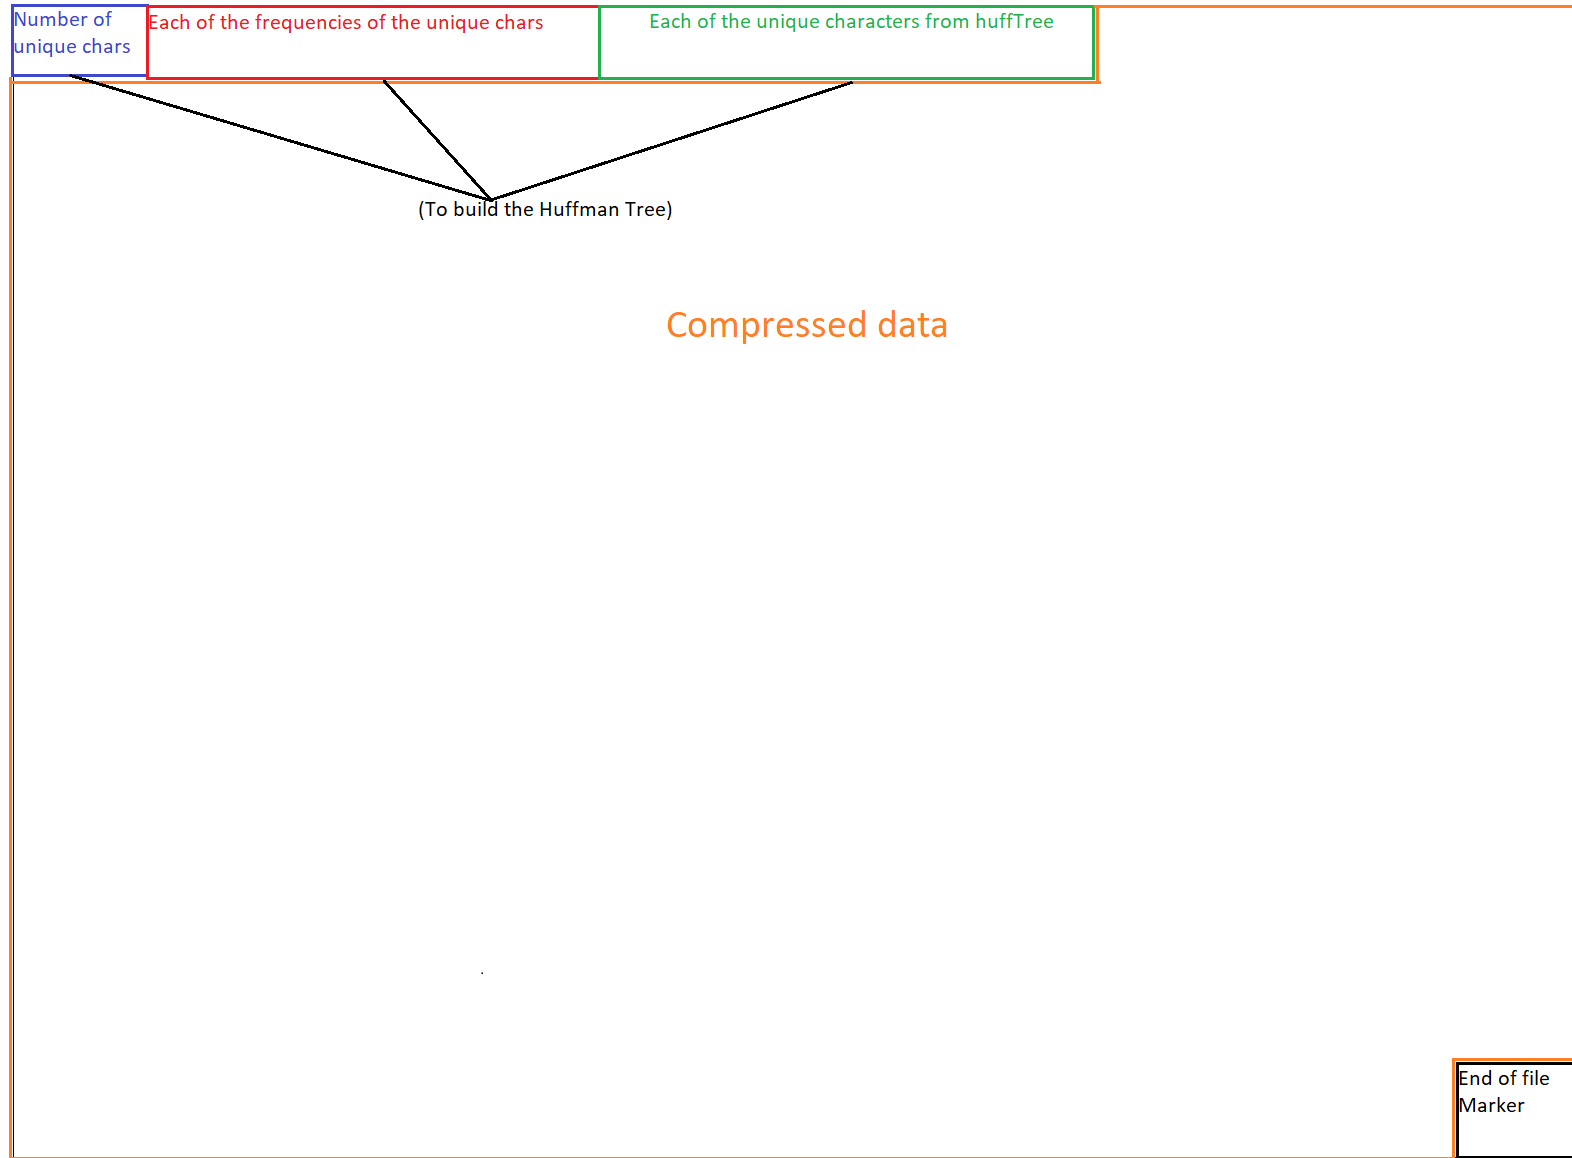 Number of
unique chars
Each of the frequencies of the unique chars
Each of the unique characters from huffTree
(To build the Huffman Tree)
Compressed data
End of file
Marker